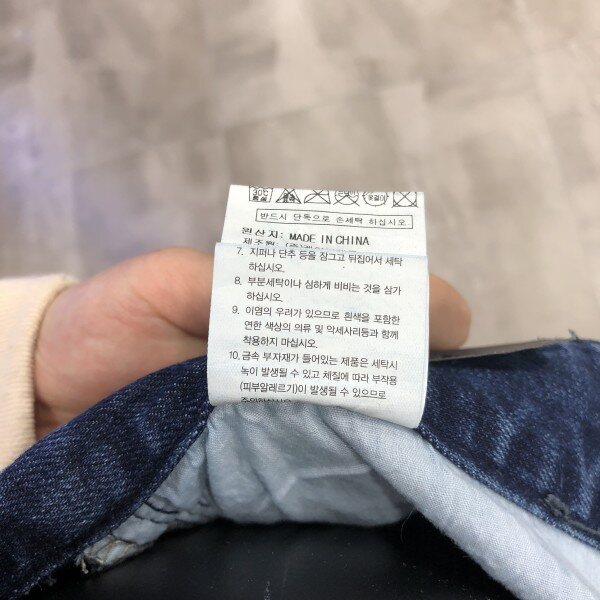 30℃
반드시 단독으로 손세탁 하십시오
원산지: MADE IN CHINA
제조원: (주)
7. 지퍼나 단추 등을 잠그고 뒤집어서 세탁
하십시오.
8. 부분세탁이나 심하게 비비는 것을 삼가
하십시오.
9. 이염의 우려가 있으므로 흰색을 포함한
연한 색상의 의류 및 악세사리등과 함께
착용하지 마십시오.
10. 금속 부자재가 들어있는 제품은 세탁시
녹이 발생될 수 있고 체질에 따라 부작용
(피부알레르기)이 발생될 수 있으므로